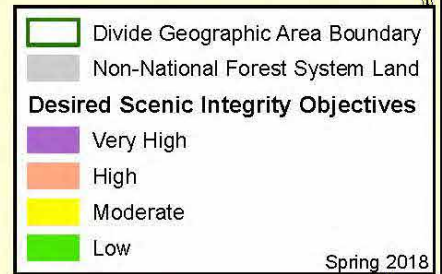 Divide Geographic Area Boundary
Non-National Forest System Land
Desired Scenic Integrity Objectives
Very High
High
Moderate
Low
Spring 2018